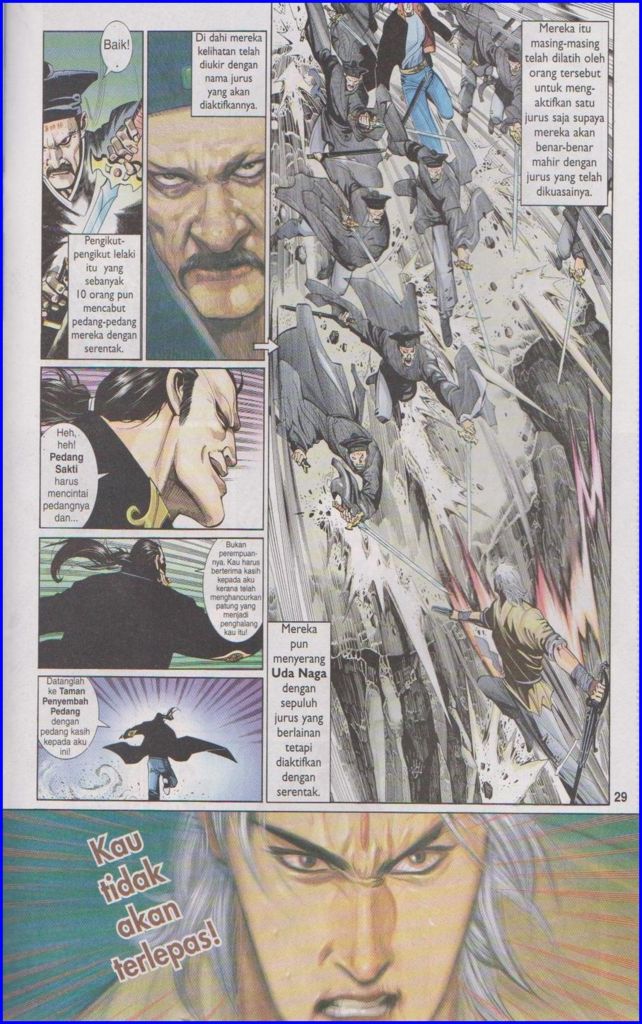 Baik!
Pengikut-
pengikut lelaki
itu yang
sebanyak
10 orang pun
mencabut
pedang-pedang
mereka dengan
serentak.
Di dahi mereka
kelihatan telah
diukir dengan
nama jurus
yang akan
diaktifkannya.
Mereka itu
masing-masing
telah dilatih oleh
orang tersebut
untuk meng-
aktifkan satu
jurus saja supaya
mereka akan
benar-benar
mahir dengan
jurus yang telah
dikuasainya.
Heh,
heh!
Pedang
Sakti
harus
mencintai
pedangnya
dan...
Bukan
perempuan-
nya. Kau harus
berterima kasih
kepada aku
kerana telah
menghancurkan
patung yang
menjadi
penghalang
kau itu!
Datanglah
ke Taman
Penyembah
Pedang
dengan
pedang kasih
kepada aku
ini!
Mereka
pun
menyerang
Uda Naga
dengan
sepuluh
jurus yang
berlainan
tetapi
diaktifkan
dengan
serentak.
29
Kau
tidak
akan
terlepas!